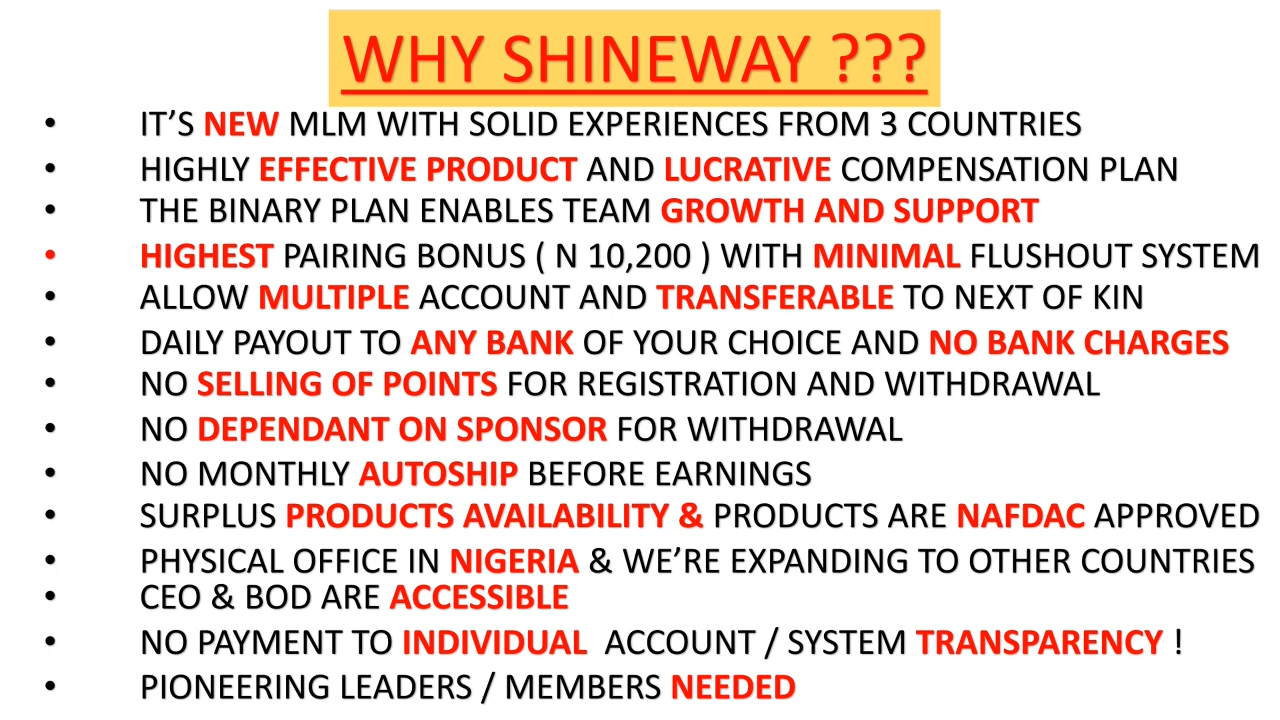 WHY SHINEWAY ???
• IT’S NEW MLM WITH SOLID EXPERIENCES FROM 3 COUNTRIES
• HIGHLY EFFECTIVE PRODUCT AND LUCRATIVE COMPENSATION PLAN
• THE BINARY PLAN ENABLES TEAM GROWTH AND SUPPORT
• HIGHEST PAIRING BONUS ( N 10,200 ) WITH MINIMAL FLUSHOUT SYSTEM
• ALLOW MULTIPLE ACCOUNT AND TRANSFERABLE TO NEXT OF KIN
• DAILY PAYOUT TO ANY BANK OF YOUR CHOICE AND NO BANK CHARGES
• NO SELLING OF POINTS FOR REGISTRATION AND WITHDRAWAL
• NO DEPENDANT ON SPONSOR FOR WITHDRAWAL
• NO MONTHLY AUTOSHIP BEFORE EARNINGS
• SURPLUS PRODUCTS AVAILABILITY & PRODUCTS ARE NAFDAC APPROVED
• PHYSICAL OFFICE IN NIGERIA & WE’RE EXPANDING TO OTHER COUNTRIES
• CEO & BOD ARE ACCESSIBLE
• NO PAYMENT TO INDIVIDUAL ACCOUNT / SYSTEM TRANSPARENCY !
• PIONEERING LEADERS / MEMBERS NEEDED